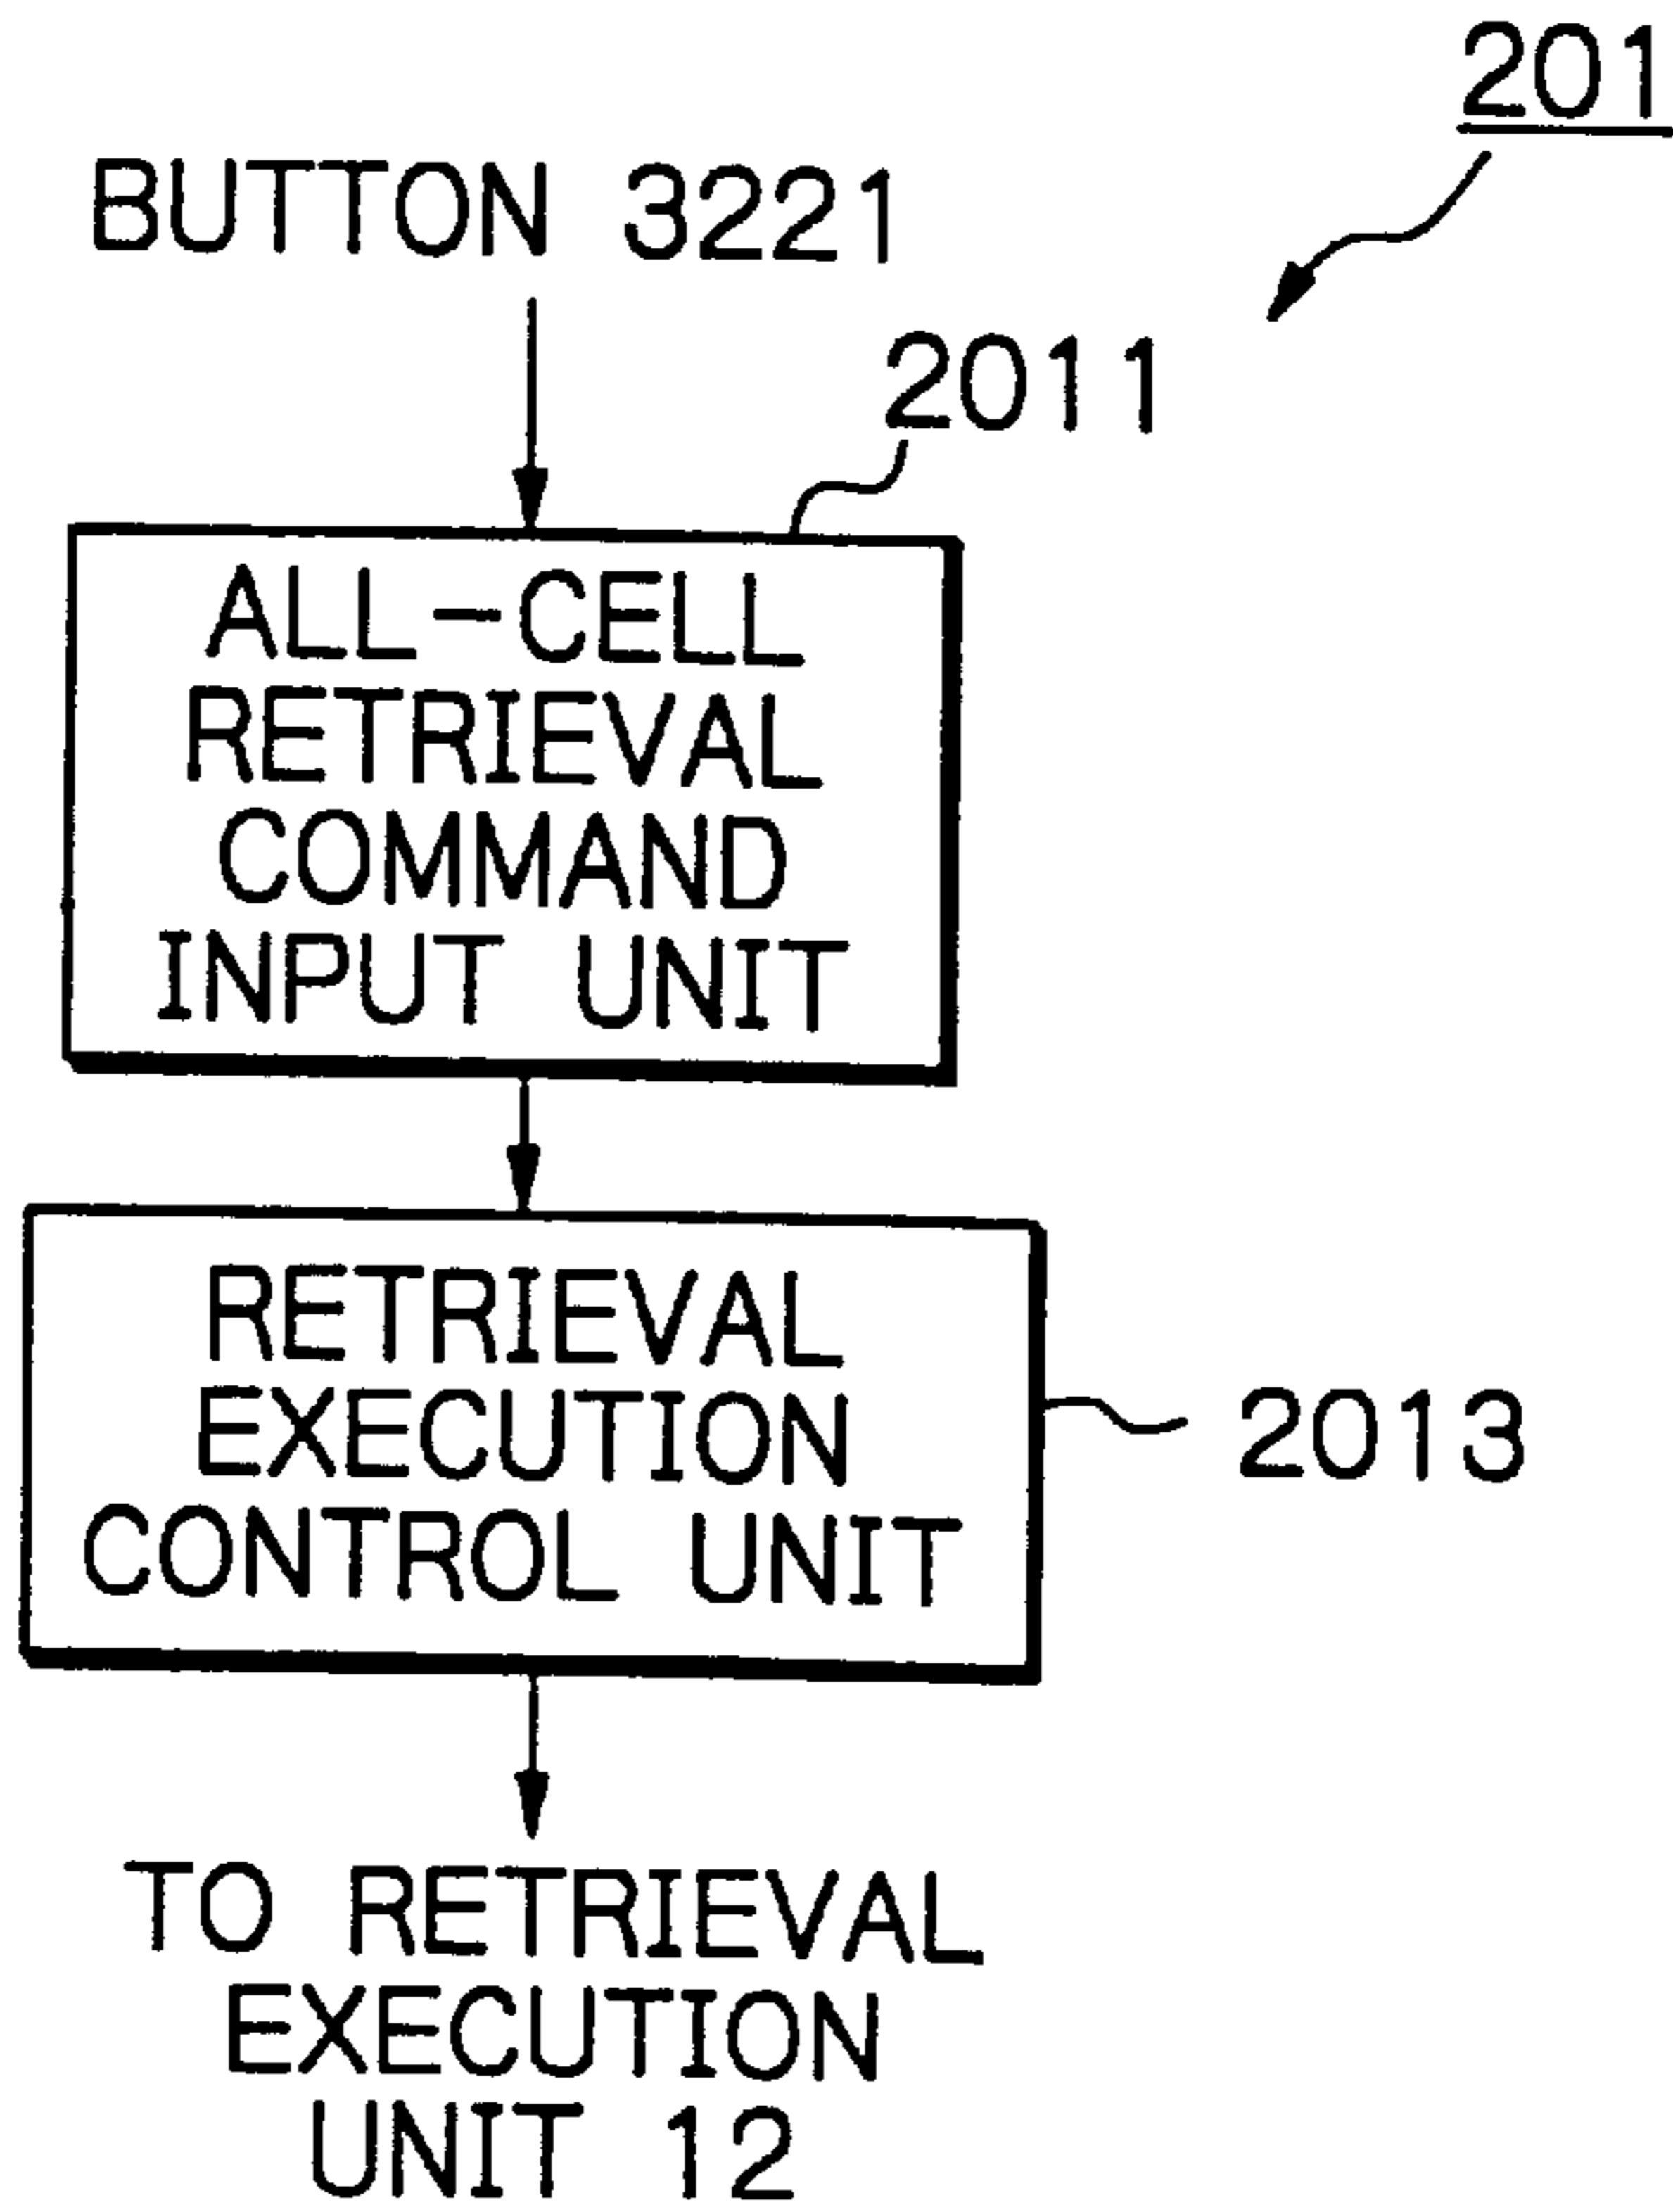 201
BUTTON 3221
2011
ALL-CELL
RETRIEVAL
COMMAND
INPUT UNIT
RETRIEVAL
EXECUTION
CONTROL UNIT
2013
TO RETRIEVAL
EXECUTION
UNIT 12